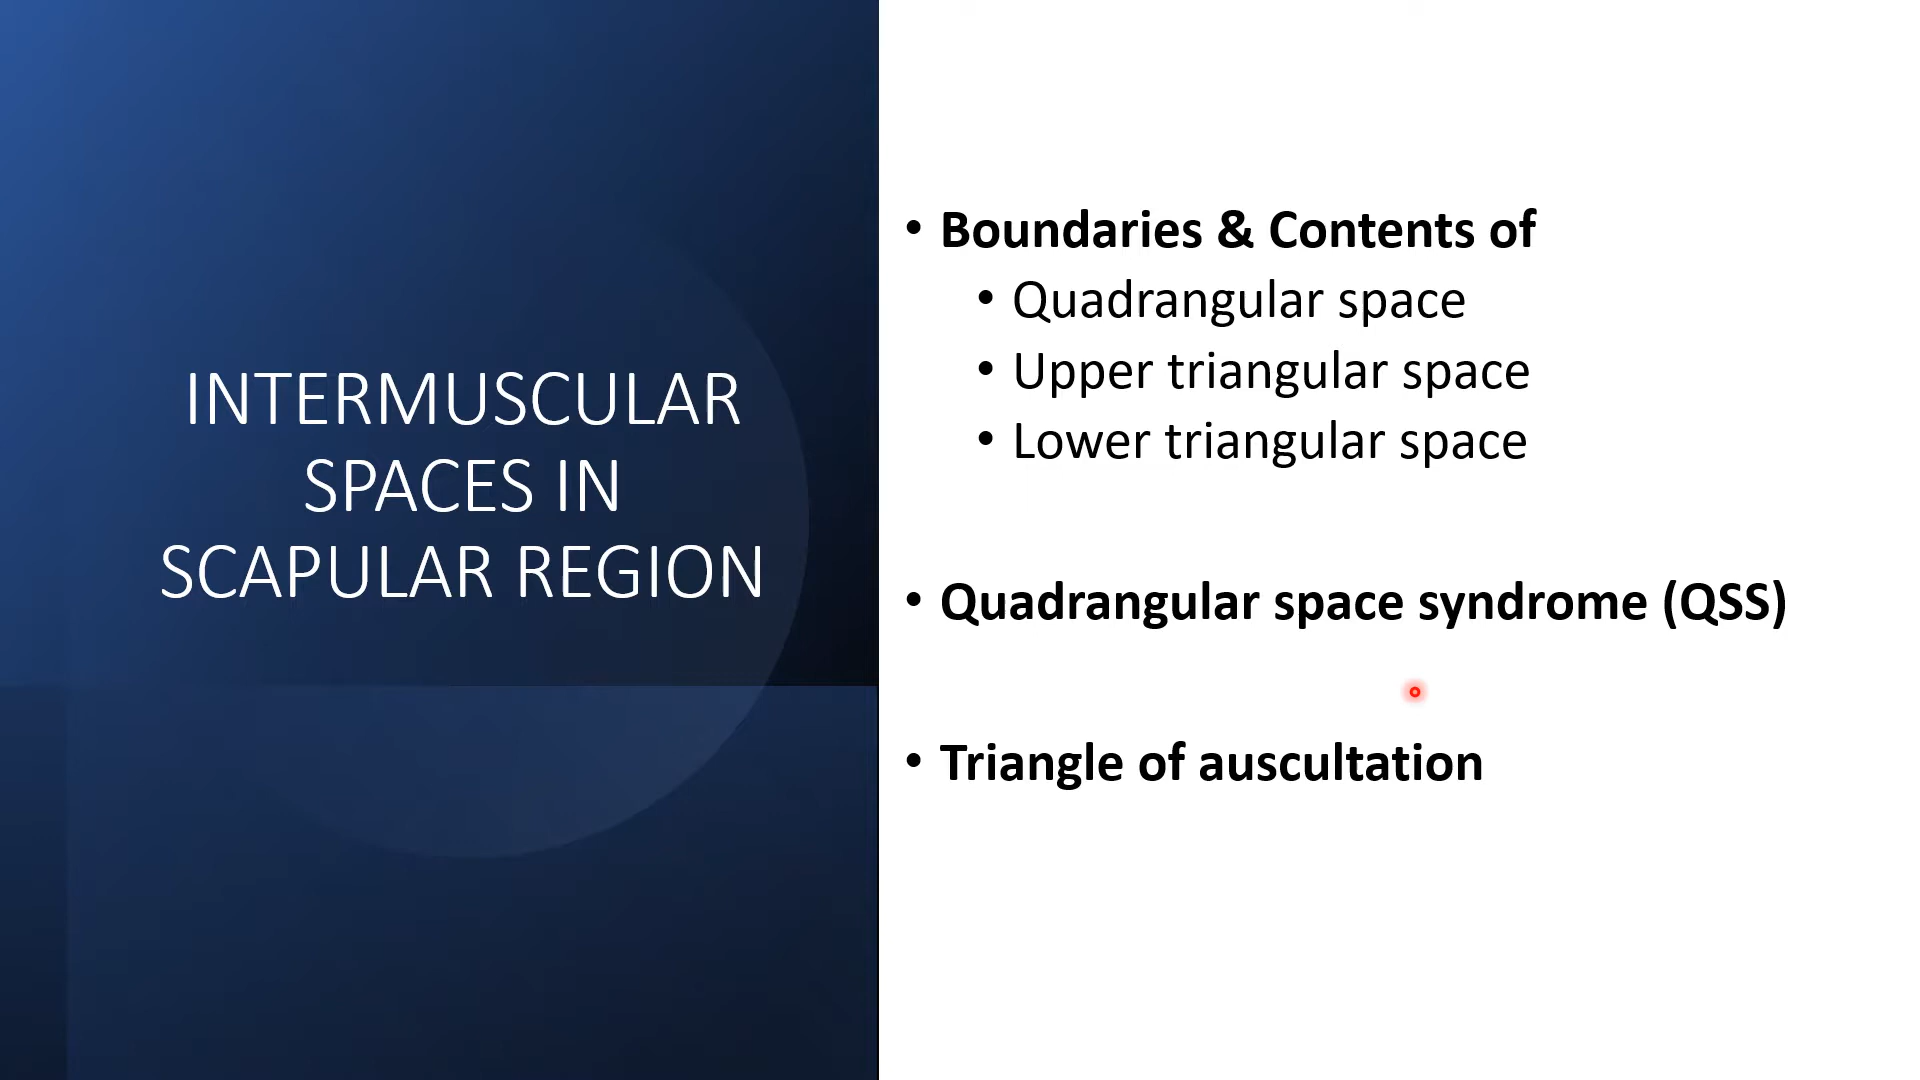 INTERMUSCULAR
SPACES IN
SCAPULAR REGION
• Boundaries & Contents of
• Quadrangular space
• Upper triangular space
• Lower triangular space
• Quadrangular space syndrome (QSS)
• Triangle of auscultation